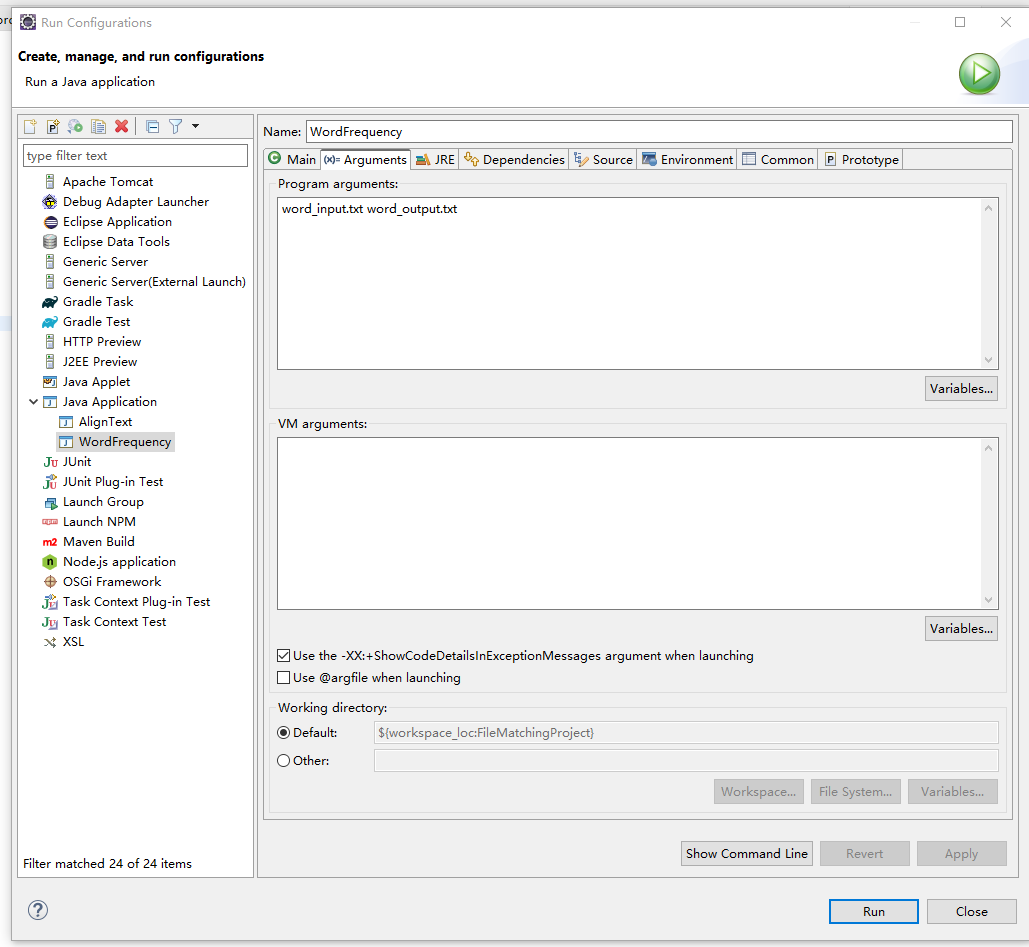 Run Configurations
Create, manage, and run configurations
Run a Java application
type filter text
Apache Tomcat
Debug Adapter Launcher
Eclipse Application
Eclipse Data Tools
Generic Server
Generic Server(External Launch)
Gradle Task
Gradle Test
HTTP Preview
J2EE Preview
Java Applet
Java Application
AlignText
WordFrequency
JUnit
JUnit Plug-in Test
Launch Group
Launch NPM
Maven Build
Node.js application
OSGi Framework
Task Context Plug-in Test
Task Context Test
XSL
Filter matched 24 of 24 items
Name: WordFrequency
Main (x)= Arguments JRE Dependencies Source Environment Common Prototype
Program arguments:
word_input.txt word_output.txt
Variables...
VM arguments:
Variables...
Use the -XX:+ShowCodeDetailsInExceptionMessages argument when launching
Use @argfile when launching
Working directory:
Default: ${workspace_loc:FileMatchingProject}
Other:
Workspace... File System... Variables...
Show Command Line Revert Apply
Run Close